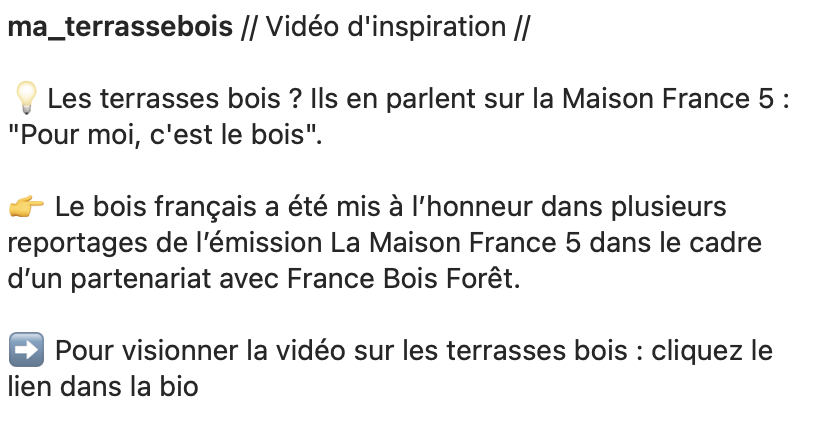 ma_terrassebois // Vidéo d'inspiration //
💡 Les terrasses bois ? Ils en parlent sur la Maison France 5 :
"Pour moi, c'est le bois".
👉 Le bois français a été mis à l’honneur dans plusieurs
reportages de l’émission La Maison France 5 dans le cadre
d’un partenariat avec France Bois Forêt.
➡️ Pour visionner la vidéo sur les terrasses bois : cliquez le
lien dans la bio